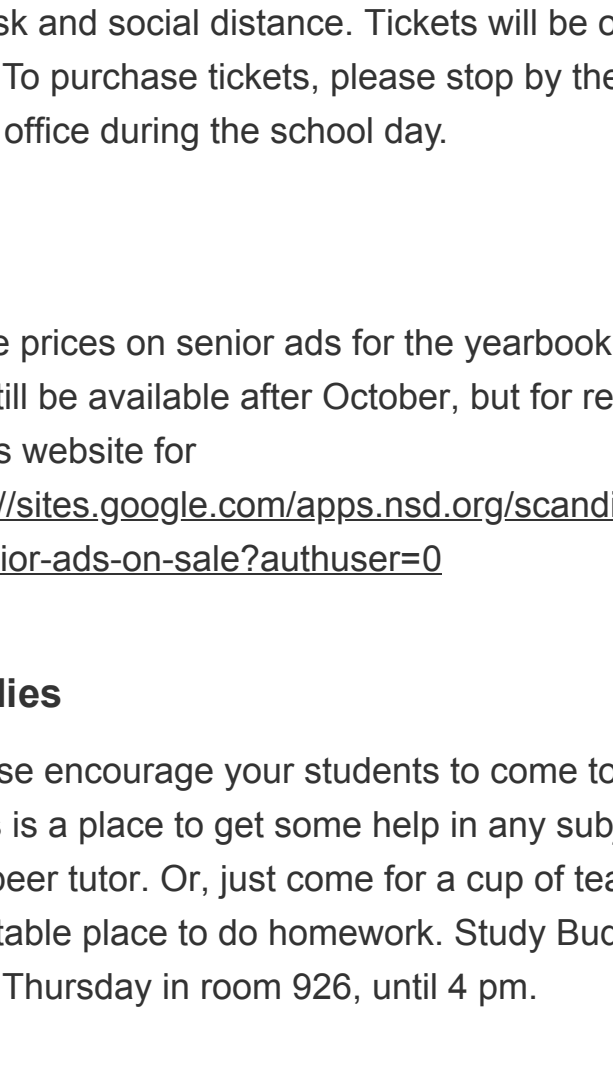 sk and social distance. Tickets will be
To purchase tickets, please stop by the
office during the school day.
e prices on senior ads for the yearbook
till be available after October, but for re
s website for
//sites.google.com/apps.nsd.org/scandi
ior-ads-on-sale?authuser=0
dies
se encourage your students to come to
s is a place to get some help in any sub
peer tutor. Or, just come for a cup of tea
table place to do homework. Study Bud
Thursday in room 926, until 4 pm.